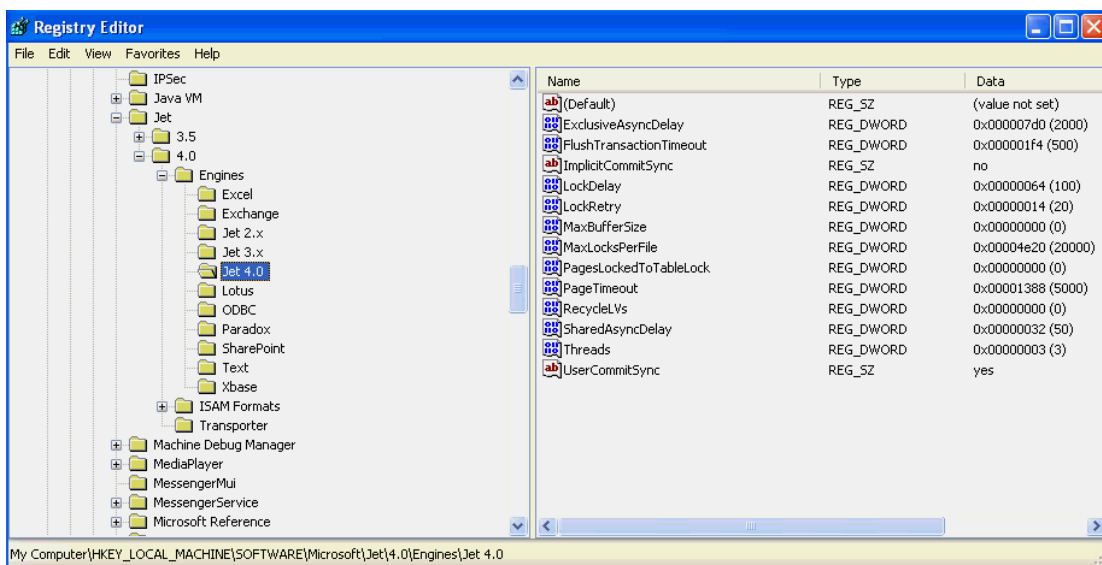 Registry Editor
File Edit View Favorites Help
IPSec
Java VM
Jet
3.5
4.0
Engines
Excel
Exchange
Jet 2.x
Jet 3.x
Jet 4.0
Lotus
ODBC
Paradox
SharePoint
Text
Xbase
ISAM Formats
Transporter
Machine Debug Manager
MediaPlayer
MessengerMui
MessengerService
Microsoft Reference
Name Type Data
(Default) REG_SZ (value not set)
ExclusiveAsyncDelay REG_DWORD 0x000007d0 (2000)
FlushTransactionTimeout REG_DWORD 0x000001f4 (500)
ImplicitCommitSync REG_SZ no
LockDelay REG_DWORD 0x00000064 (100)
LockRetry REG_DWORD 0x00000014 (20)
MaxBufferSize REG_DWORD 0x00000000 (0)
MaxLocksPerFile REG_DWORD 0x00004e20 (20000)
PagesLockedToTableLock REG_DWORD 0x00000000 (0)
PageTimeout REG_DWORD 0x00001388 (5000)
RecycleLVs REG_DWORD 0x00000000 (0)
SharedAsyncDelay REG_DWORD 0x00000032 (50)
Threads REG_DWORD 0x00000003 (3)
UserCommitSync REG_SZ yes
My Computer\HKEY_LOCAL_MACHINE\SOFTWARE\Microsoft\Jet\4.0\Engines\Jet 4.0